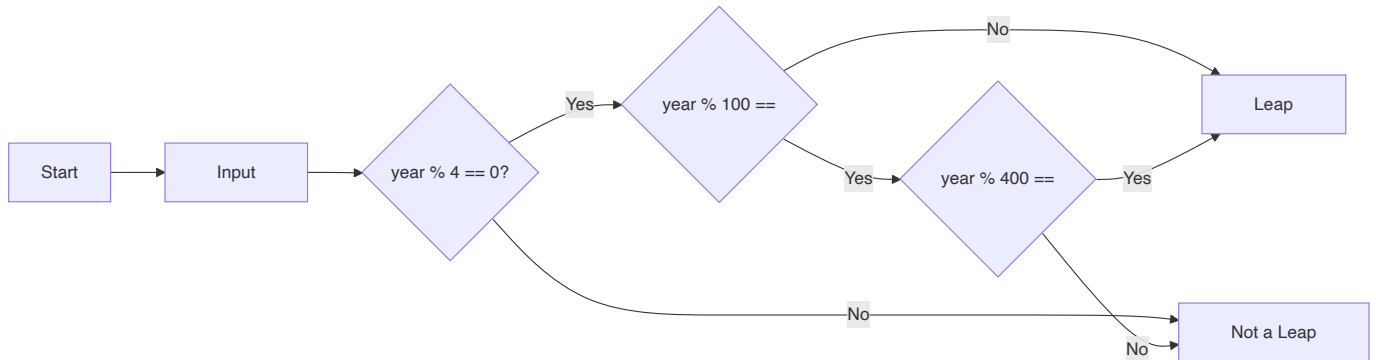 Start
Input
year % 4 == 0?
Yes
No
year % 100 ==
No
Yes
year % 400 ==
Yes
No
Leap
Not a Leap